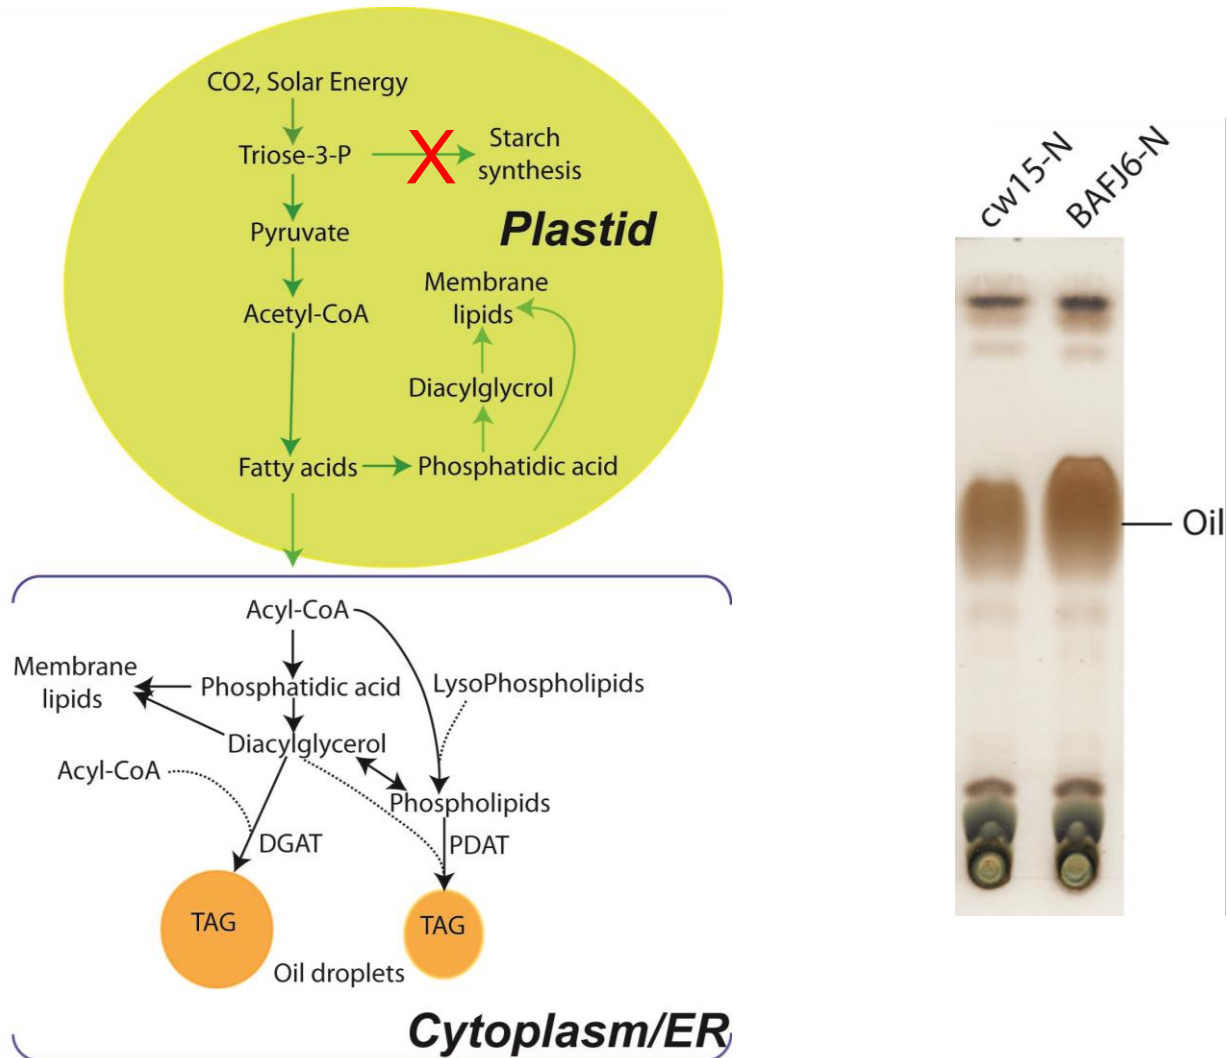 CO2, Solar Energy
Triose-3-P
X
Starch
synthesis
Pyruvate
Plastid
Acetyl-CoA
Membrane
lipids
Diacylglycrol
Fatty acids
Phosphatidic acid
Acyl-CoA
Membrane
lipids
Phosphatidic acid
LysoPhospholipids
Diacylglycerol
Acyl-CoA
Phospholipids
DGAT
PDAT
TAG
TAG
Oil droplets
Cytoplasm/ER
cw15-N
BAFJ6-N
Oil